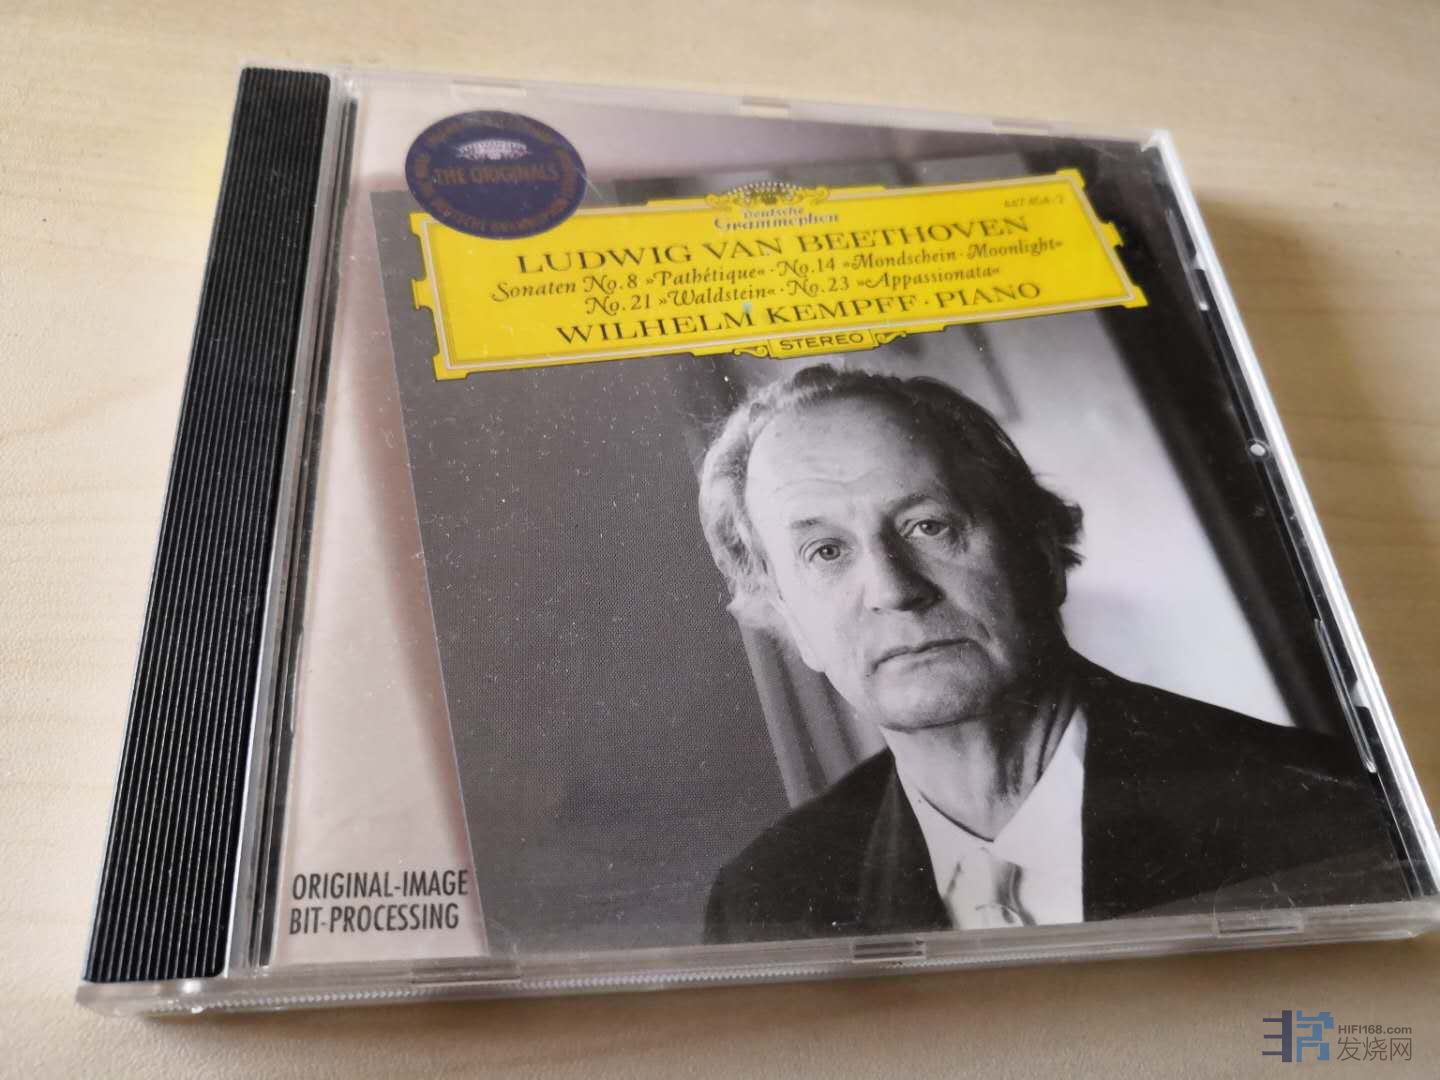 THE ORIGINALS
Deutsche
Grammophon
LUDWIG VAN BEETHOVEN
Sonaten No. 8 »Pathétique« · No. 14 »Mondschein · Moonlight«
No. 21 »Waldstein« · No. 23 »Appassionata«
WILHELM KEMPFF · PIANO
STEREO
ORIGINAL-IMAGE
BIT-PROCESSING
HIFI168.com
发烧网